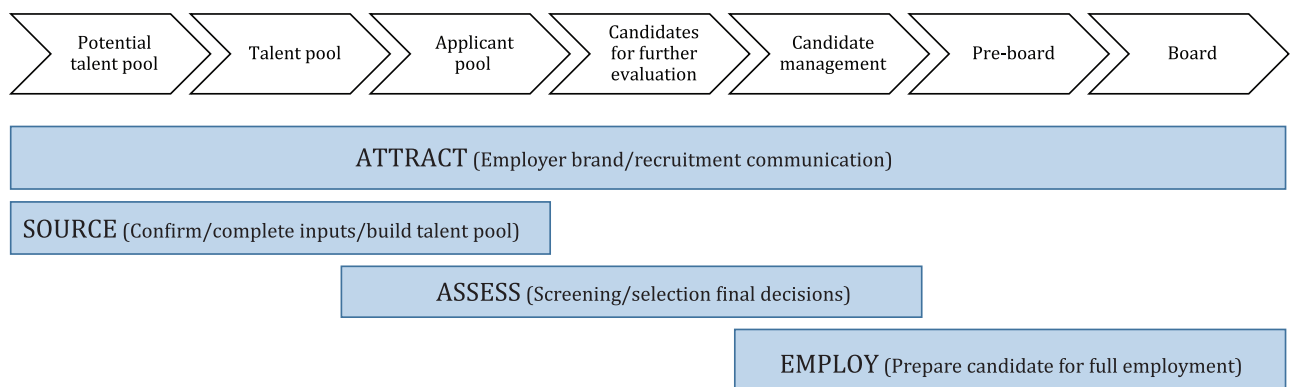 Potential
talent pool
Talent pool
Applicant
pool
Candidates
for further
evaluation
Candidate
management
Pre-board
Board
ATTRACT (Employer brand/recruitment communication)
SOURCE (Confirm/complete inputs/build talent pool)
ASSESS (Screening/selection final decisions)
EMPLOY (Prepare candidate for full employment)